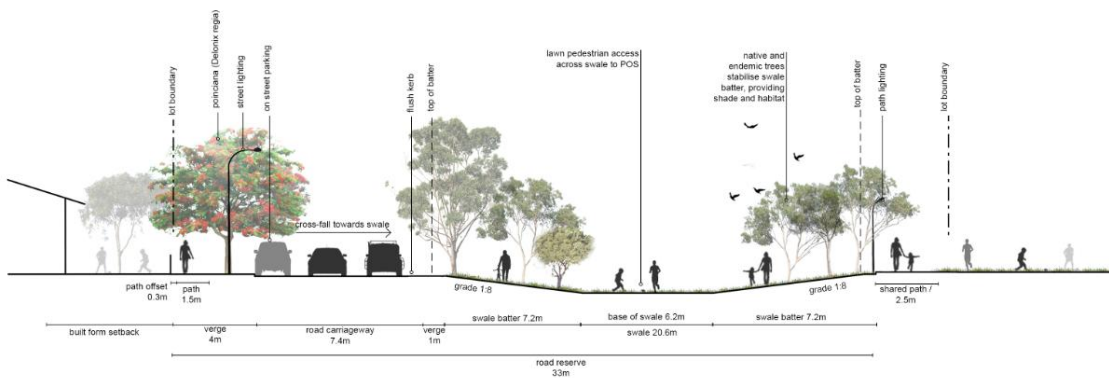 lot boundary
poinciana (Delonix regia)
street lighting
on street parking
flush kerb
top of batter
lawn pedestrian access
across swale to POS
native and
endemic trees
stabilise swale
batter, providing
shade and habitat
top of batter
path lighting
lot boundary
cross-fall towards swale
grade 1:8
grade 1:8
path offset
0.3m
path
1.5m
shared path /
2.5m
built form setback
verge
4m
road carriageway
7.4m
verge
1m
swale batter 7.2m
base of swale 6.2m
swale batter 7.2m
swale 20.6m
road reserve
33m